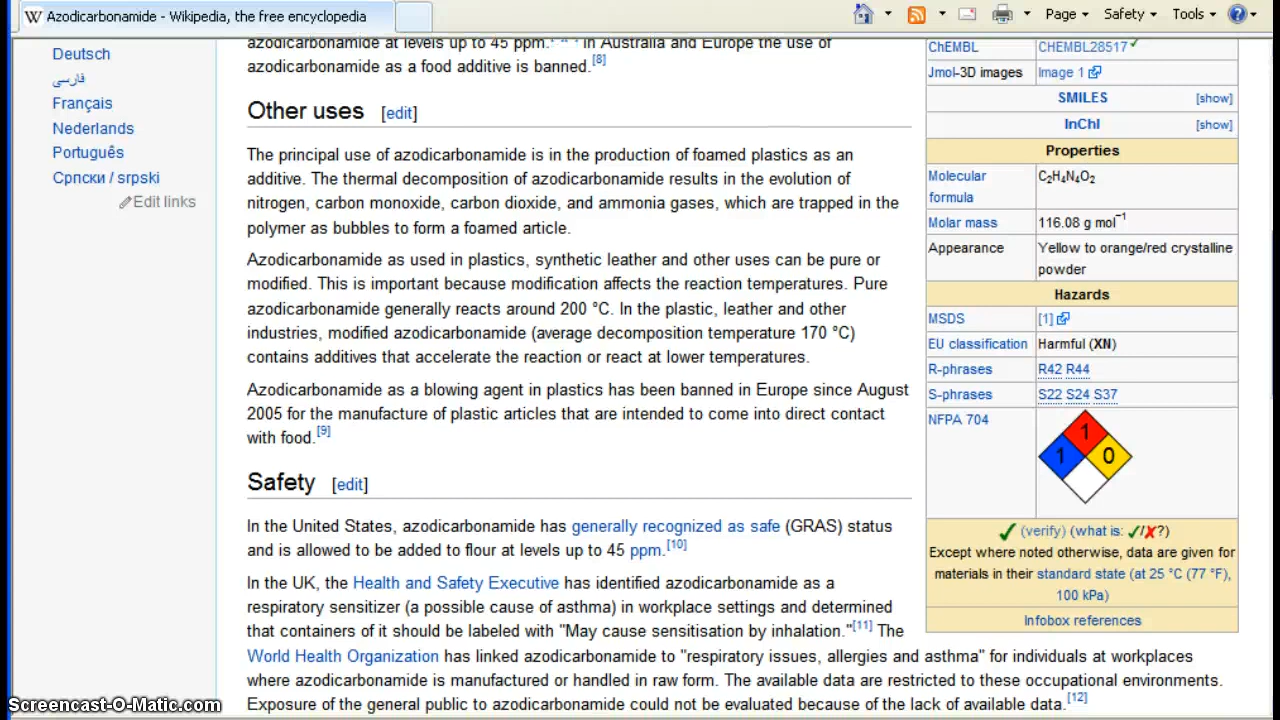 Azodicarbonamide - Wikipedia, the free encyclopedia
Page
Safety
Tools
Deutsch
فارسی
Français
Nederlands
Português
Српски / srpski
Edit links
azodicarbonamide at levels up to 45 ppm. In Australia and Europe the use of
azodicarbonamide as a food additive is banned.[8]
Other uses [edit]
The principal use of azodicarbonamide is in the production of foamed plastics as an
additive. The thermal decomposition of azodicarbonamide results in the evolution of
nitrogen, carbon monoxide, carbon dioxide, and ammonia gases, which are trapped in the
polymer as bubbles to form a foamed article.
Azodicarbonamide as used in plastics, synthetic leather and other uses can be pure or
modified. This is important because modification affects the reaction temperatures. Pure
azodicarbonamide generally reacts around 200 °C. In the plastic, leather and other
industries, modified azodicarbonamide (average decomposition temperature 170 °C)
contains additives that accelerate the reaction or react at lower temperatures.
Azodicarbonamide as a blowing agent in plastics has been banned in Europe since August
2005 for the manufacture of plastic articles that are intended to come into direct contact
with food.[9]
Safety [edit]
In the United States, azodicarbonamide has generally recognized as safe (GRAS) status
and is allowed to be added to flour at levels up to 45 ppm.[10]
In the UK, the Health and Safety Executive has identified azodicarbonamide as a
respiratory sensitizer (a possible cause of asthma) in workplace settings and determined
that containers of it should be labeled with "May cause sensitisation by inhalation."[11] The
World Health Organization has linked azodicarbonamide to "respiratory issues, allergies and asthma" for individuals at workplaces
where azodicarbonamide is manufactured or handled in raw form. The available data are restricted to these occupational environments.
Exposure of the general public to azodicarbonamide could not be evaluated because of the lack of available data.[12]
ChEMBL CHEMBL28517
Jmol-3D images Image 1
SMILES [show]
InChI [show]
Properties
Molecular formula C2H4N4O2
Molar mass 116.08 g mol−1
Appearance Yellow to orange/red crystalline
powder
Hazards
MSDS [1]
EU classification Harmful (XN)
R-phrases R42 R44
S-phrases S22 S24 S37
NFPA 704
1
1 0
✓ (verify) (what is: ✓/✗?)
Except where noted otherwise, data are given for
materials in their standard state (at 25 °C (77 °F),
100 kPa)
Infobox references
Screencast-O-Matic.com